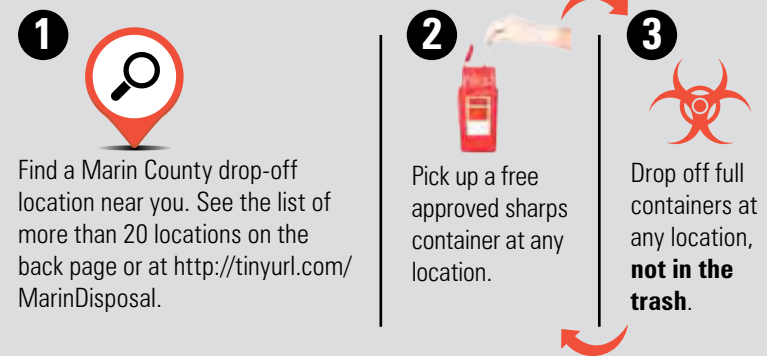 1
Find a Marin County drop-off
location near you. See the list of
more than 20 locations on the
back page or at http://tinyurl.com/
MarinDisposal.
2
Pick up a free
approved sharps
container at any
location.
3
Drop off full
containers at
any location,
not in the
trash.